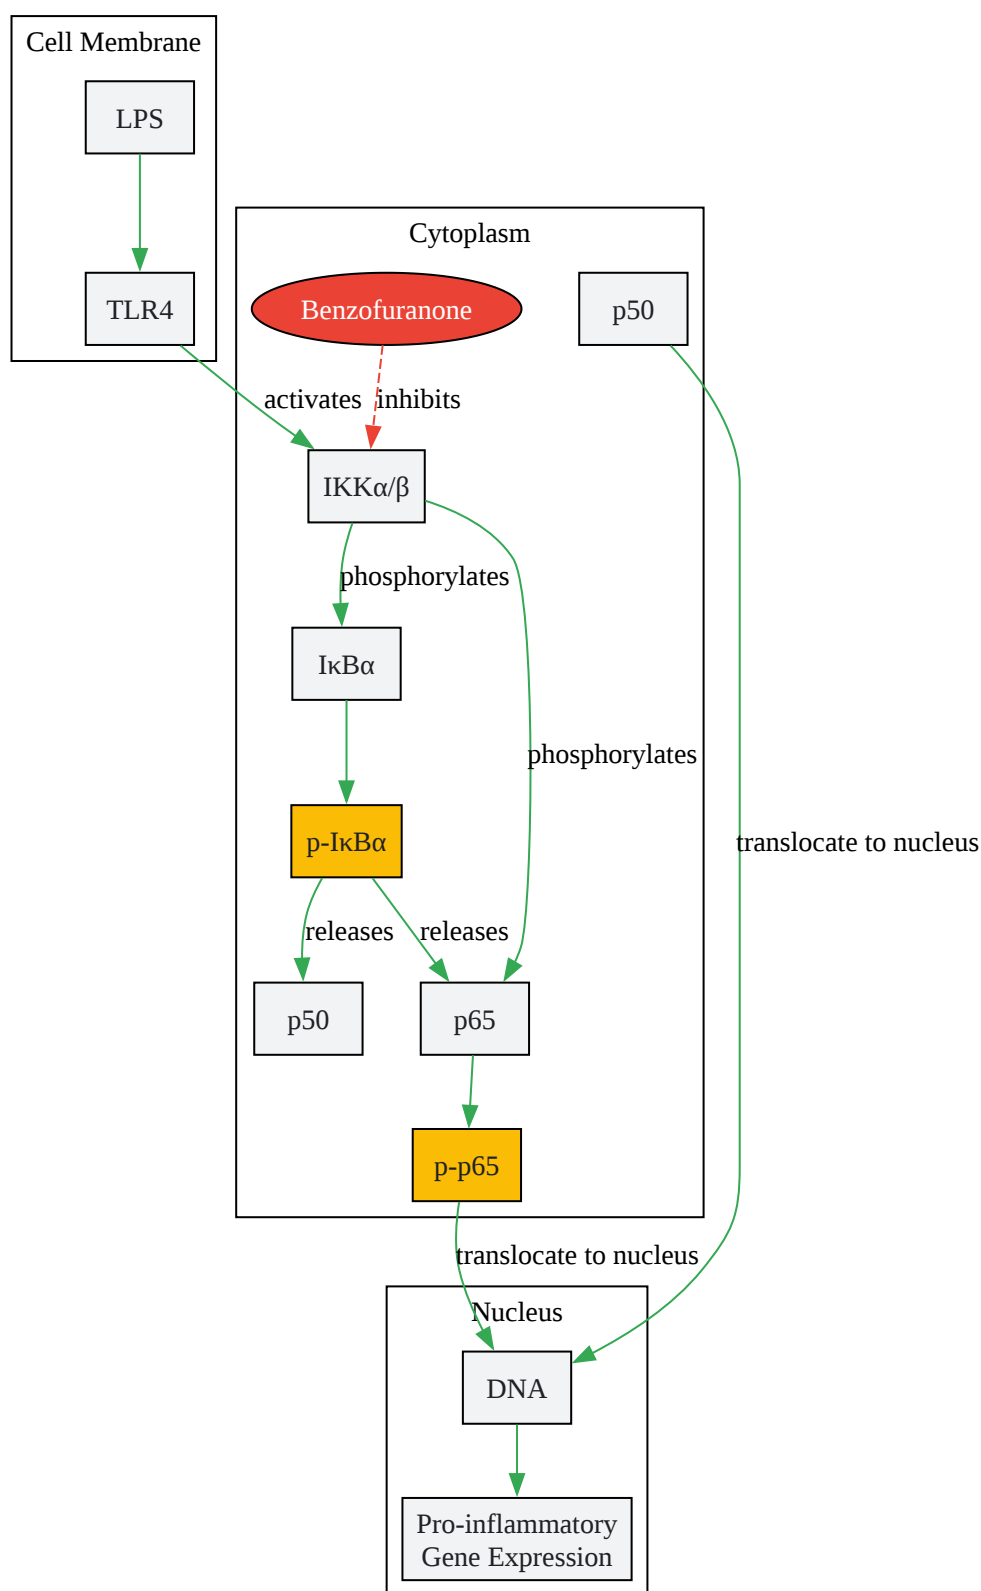 Cell Membrane
LPS
TLR4
Cytoplasm
Benzofuranone
p50
activates
inhibits
IKKα/β
phosphorylates
IκBα
phosphorylates
p-IκBα
translocate to nucleus
releases
releases
p50
p65
p-p65
translocate to nucleus
Nucleus
DNA
Pro-inflammatory
Gene Expression